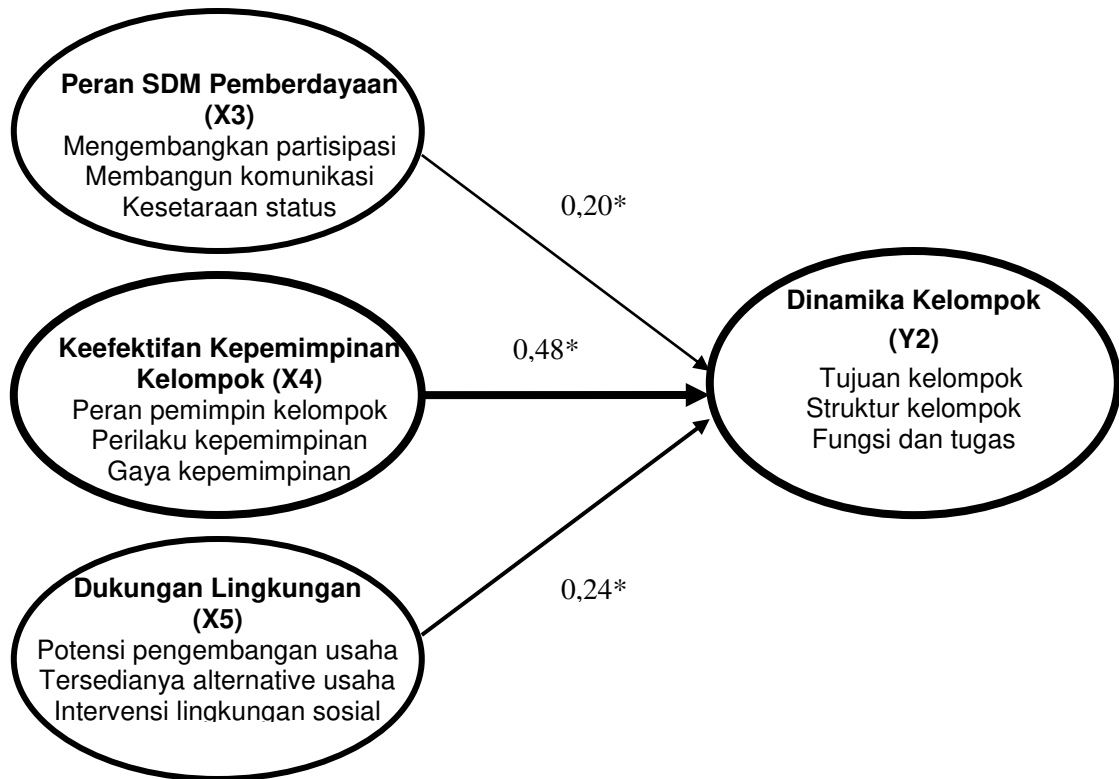 Peran SDM Pemberdayaan
(X3)
Mengembangkan partisipasi
Membangun komunikasi
Kesetaraan status
0,20*
Keefektifan Kepemimpinan
Kelompok (X4)
Peran pemimpin kelompok
Perilaku kepemimpinan
Gaya kepemimpinan
0,48*
Dukungan Lingkungan
(X5)
Potensi pengembangan usaha
Tersedianya alternative usaha
Intervensi lingkungan sosial
0,24*
Dinamika Kelompok
(Y2)
Tujuan kelompok
Struktur kelompok
Fungsi dan tugas